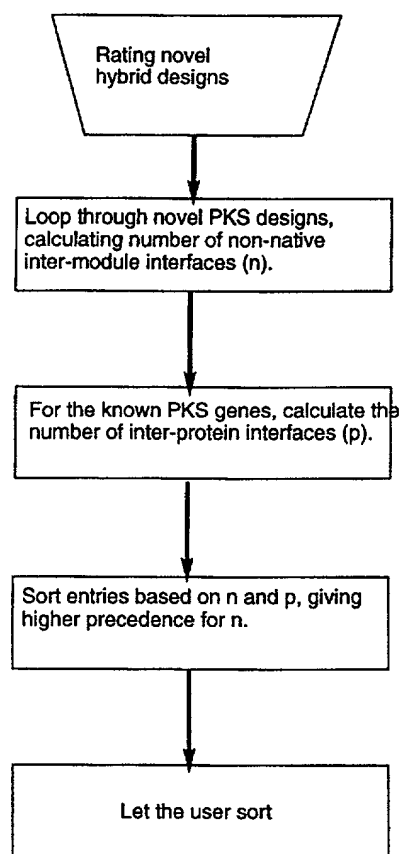 Rating novel
hybrid designs
Loop through novel PKS designs,
calculating number of non-native
inter-module interfaces (n).
For the known PKS genes, calculate the
number of inter-protein interfaces (p).
Sort entries based on n and p, giving
higher precedence for n.
Let the user sort